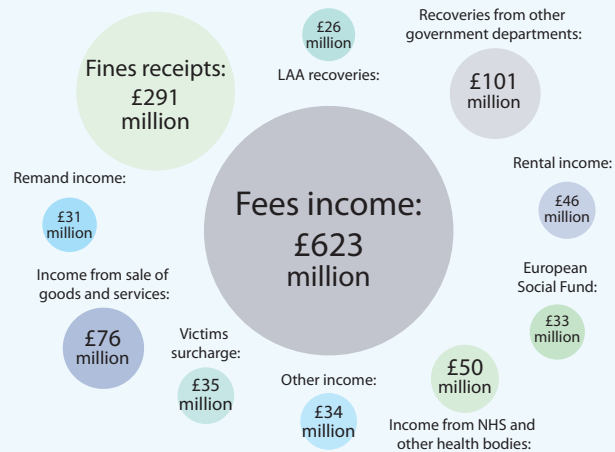 Fines receipts:
£291
million
£26
million
LAA recoveries:
Recoveries from other
government departments:
£101
million
Remand income:
£31
million
Fees income:
£623
million
Rental income:
£46
million
Income from sale of
goods and services:
£76
million
Victims
surcharge:
£35
million
Other income:
£34
million
£50
million
Income from NHS and
other health bodies:
European
Social Fund:
£33
million